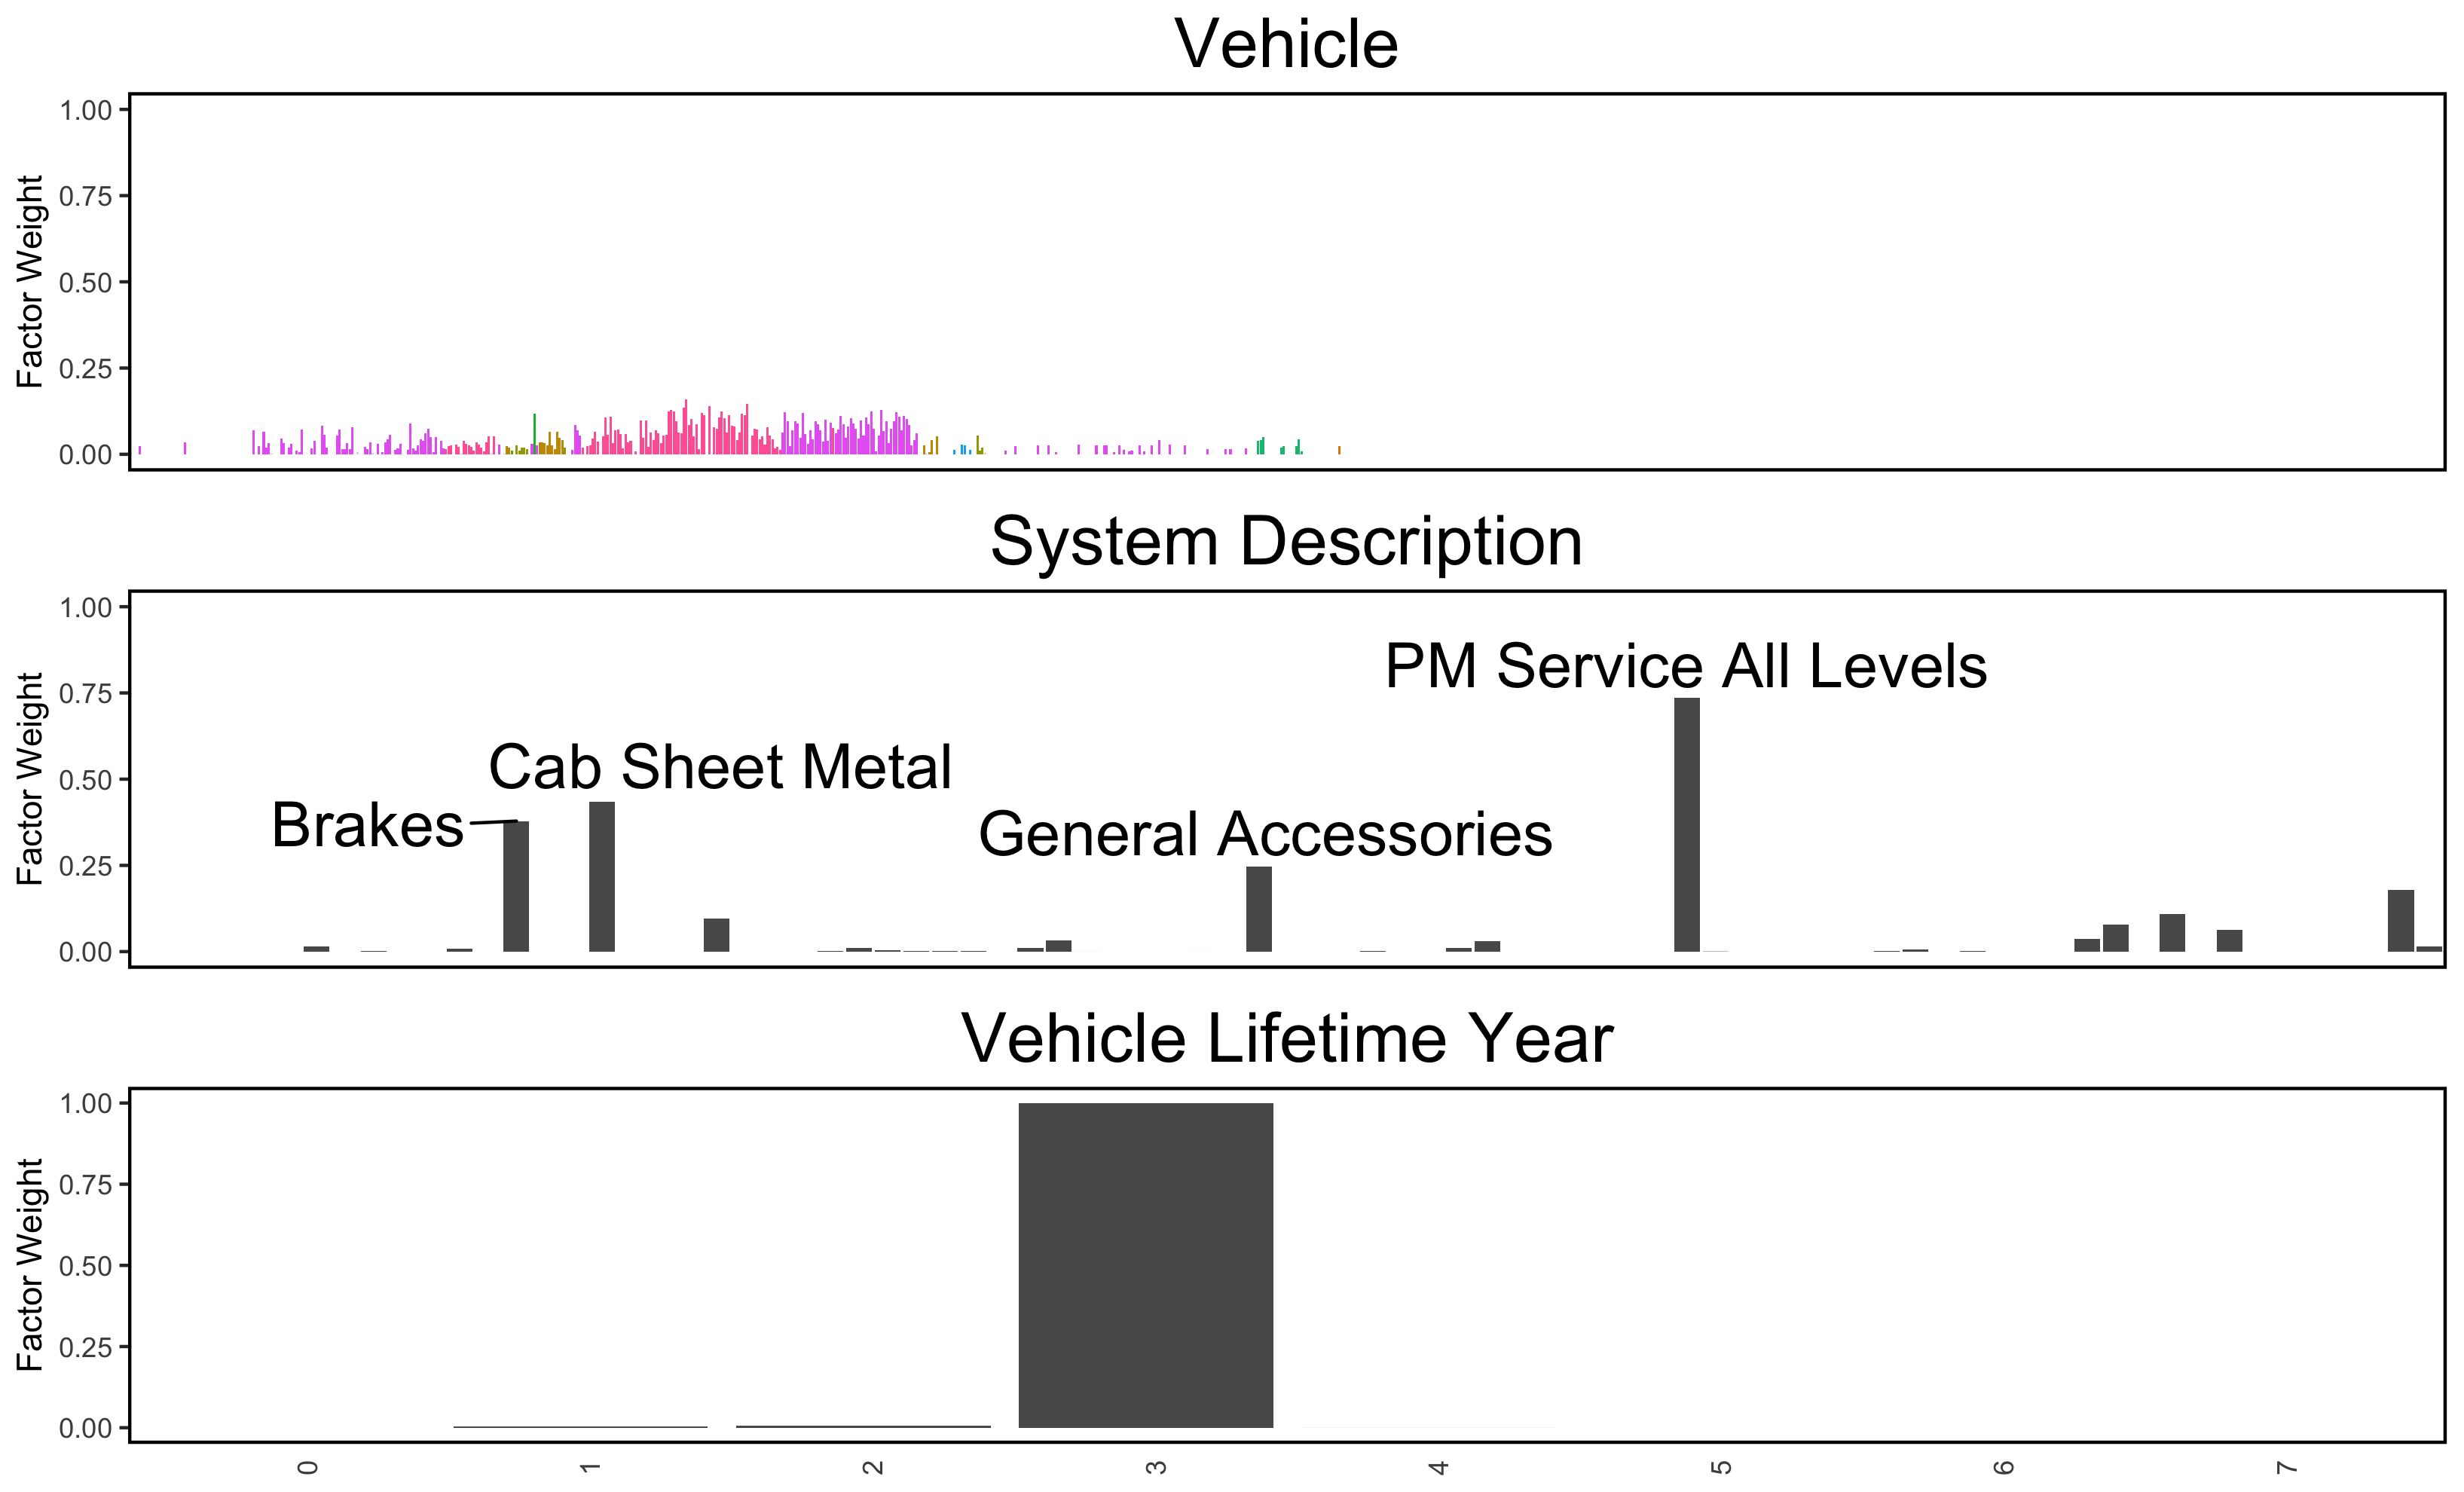 Vehicle
Factor Weight
1.00
0.75
0.50
0.25
0.00
System Description
Factor Weight
1.00
0.75
0.50
0.25
0.00
PM Service All Levels
Cab Sheet Metal
Brakes
General Accessories
Vehicle Lifetime Year
Factor Weight
1.00
0.75
0.50
0.25
0.00
0 1 2 3 4 5 6 7